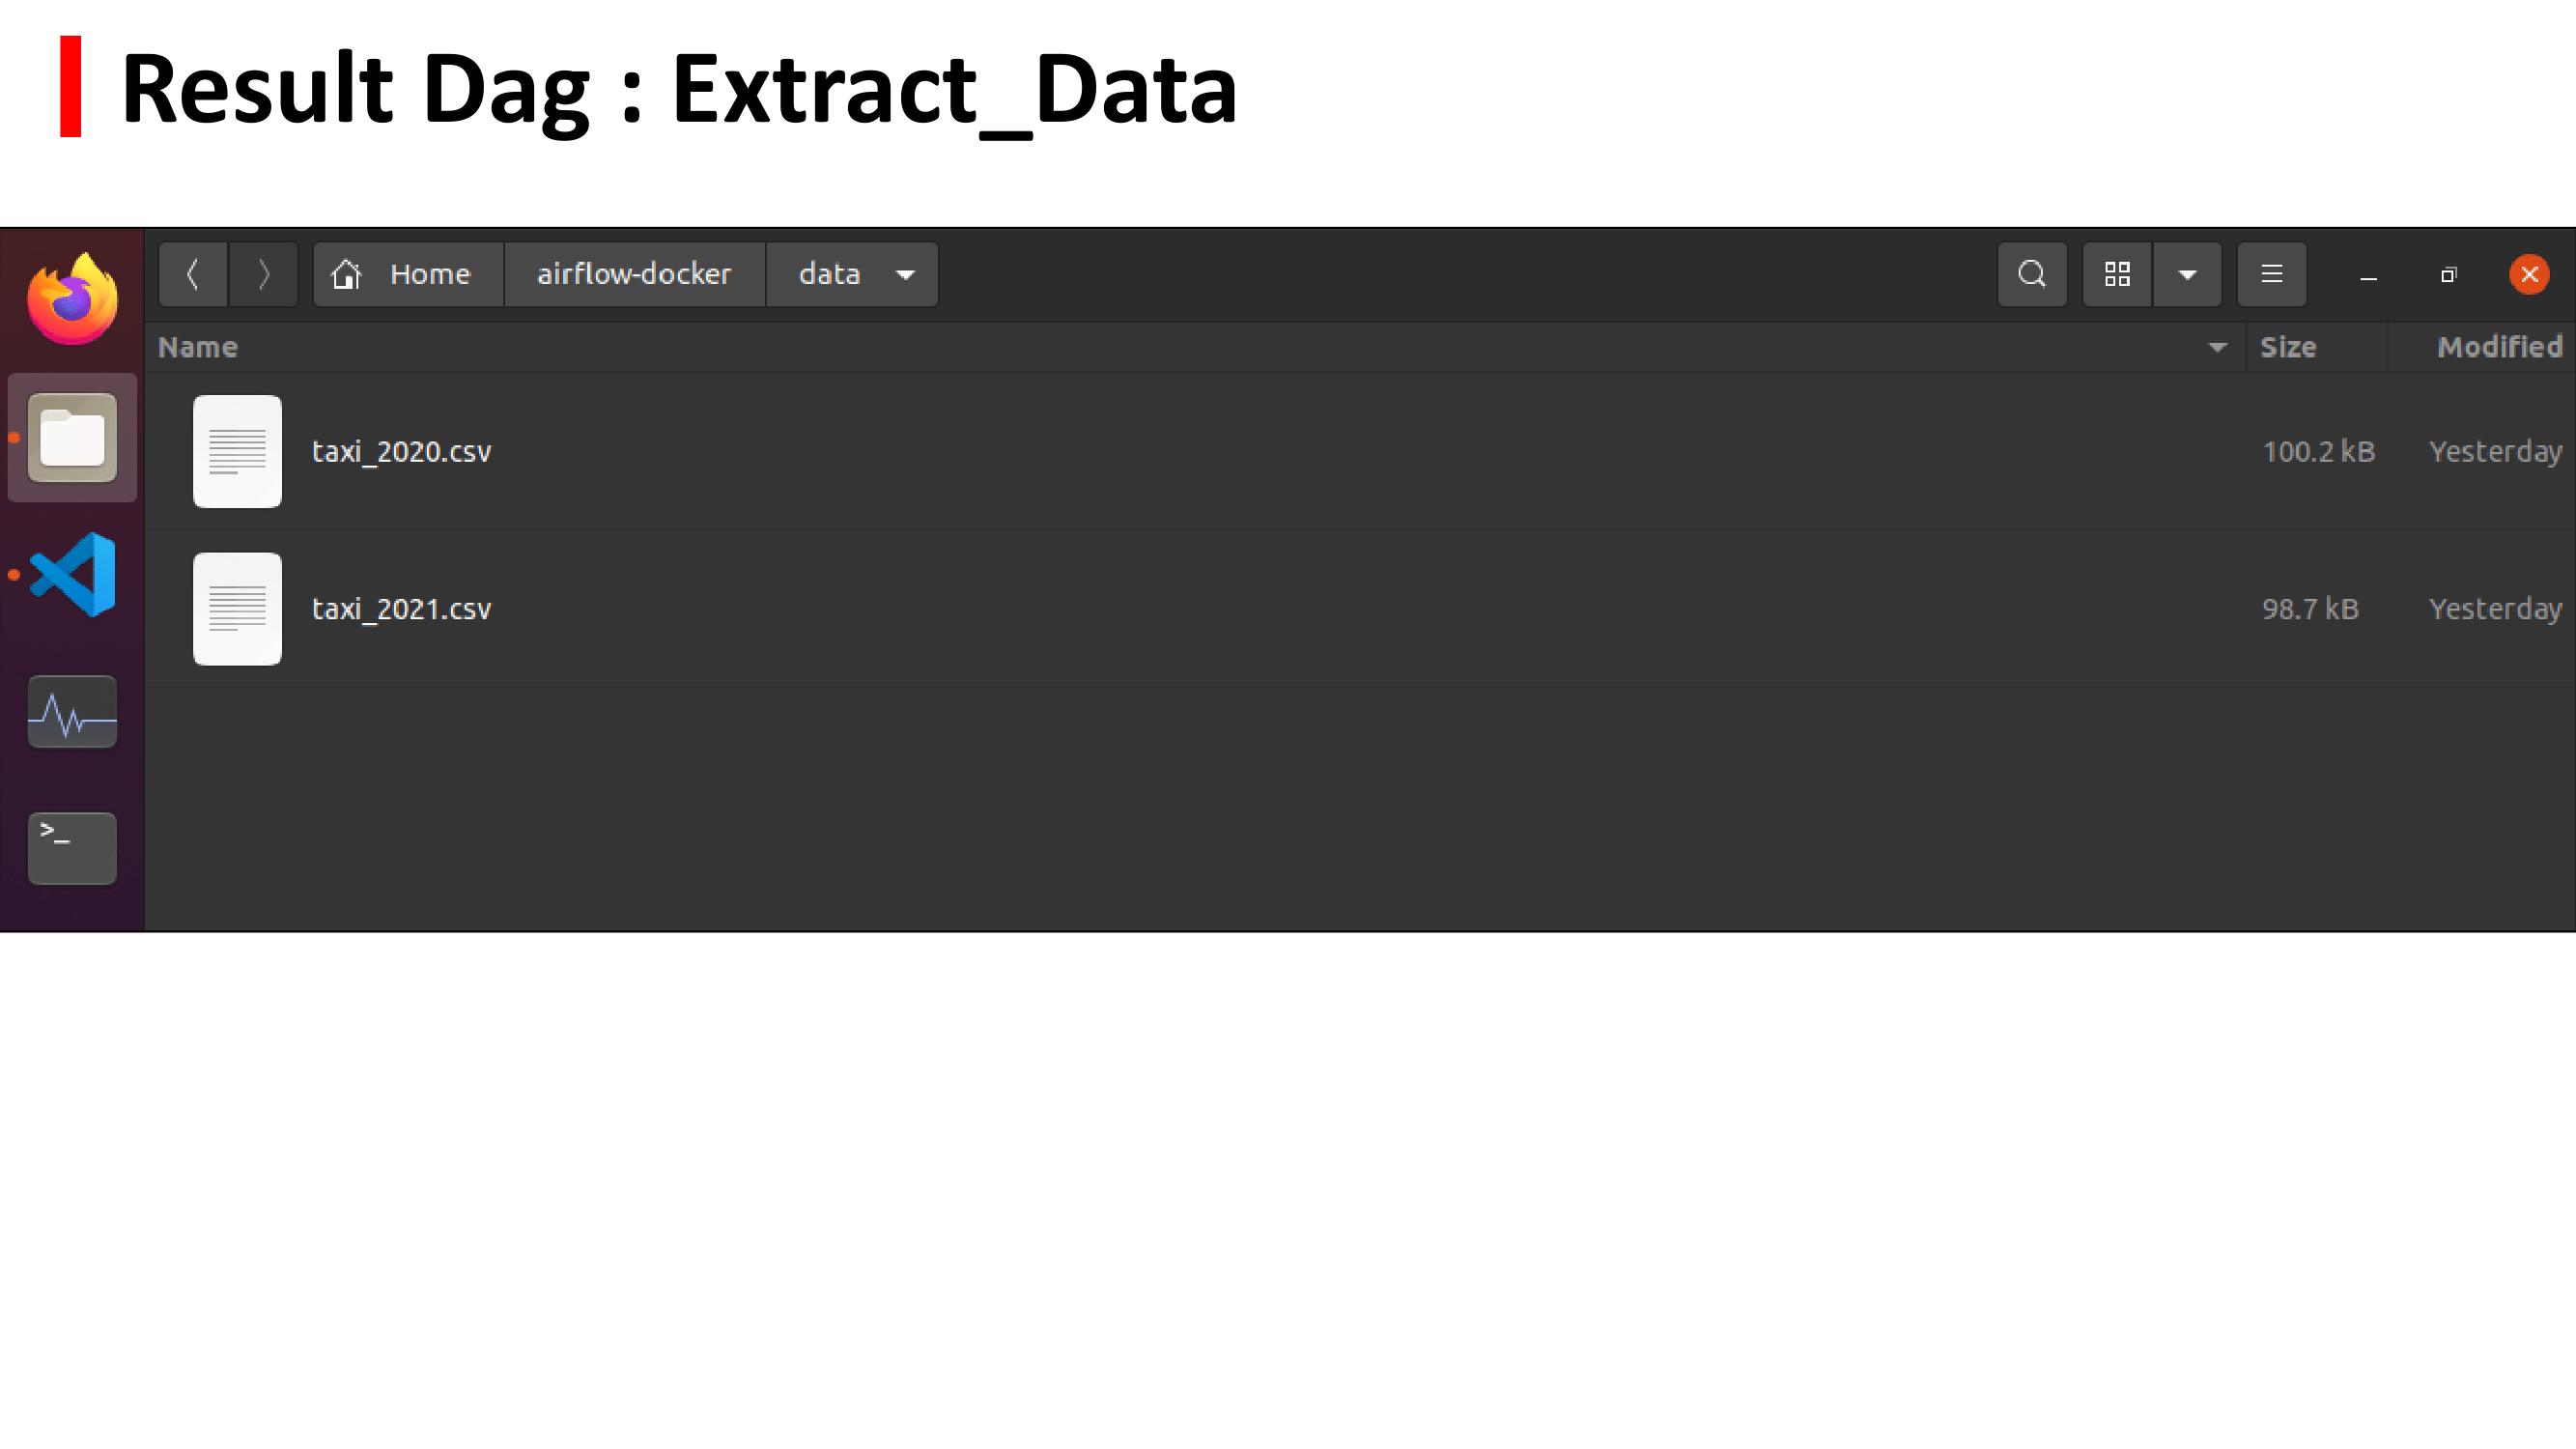 Result Dag : Extract_Data
Home airflow-docker data
Name Size Modified
taxi_2020.csv 100.2 kB Yesterday
taxi_2021.csv 98.7 kB Yesterday
>_